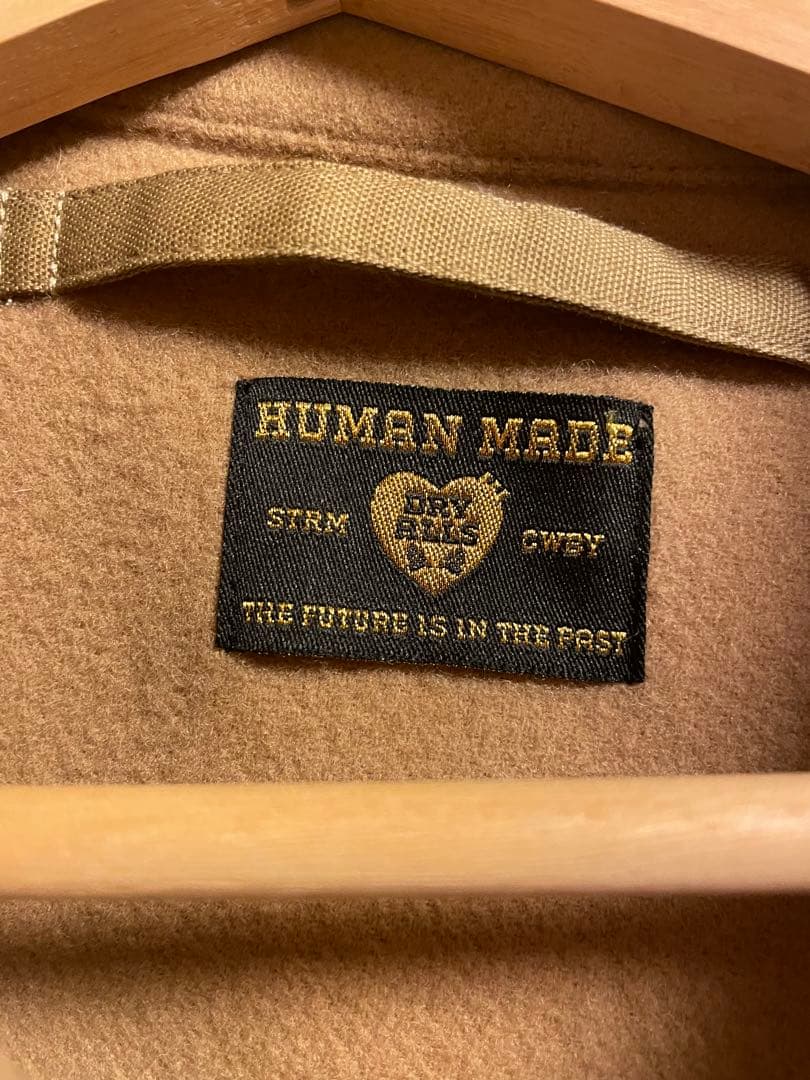 HUMAN MADE
STRM DRY ALLS CWBY
THE FUTURE IS IN THE PAST